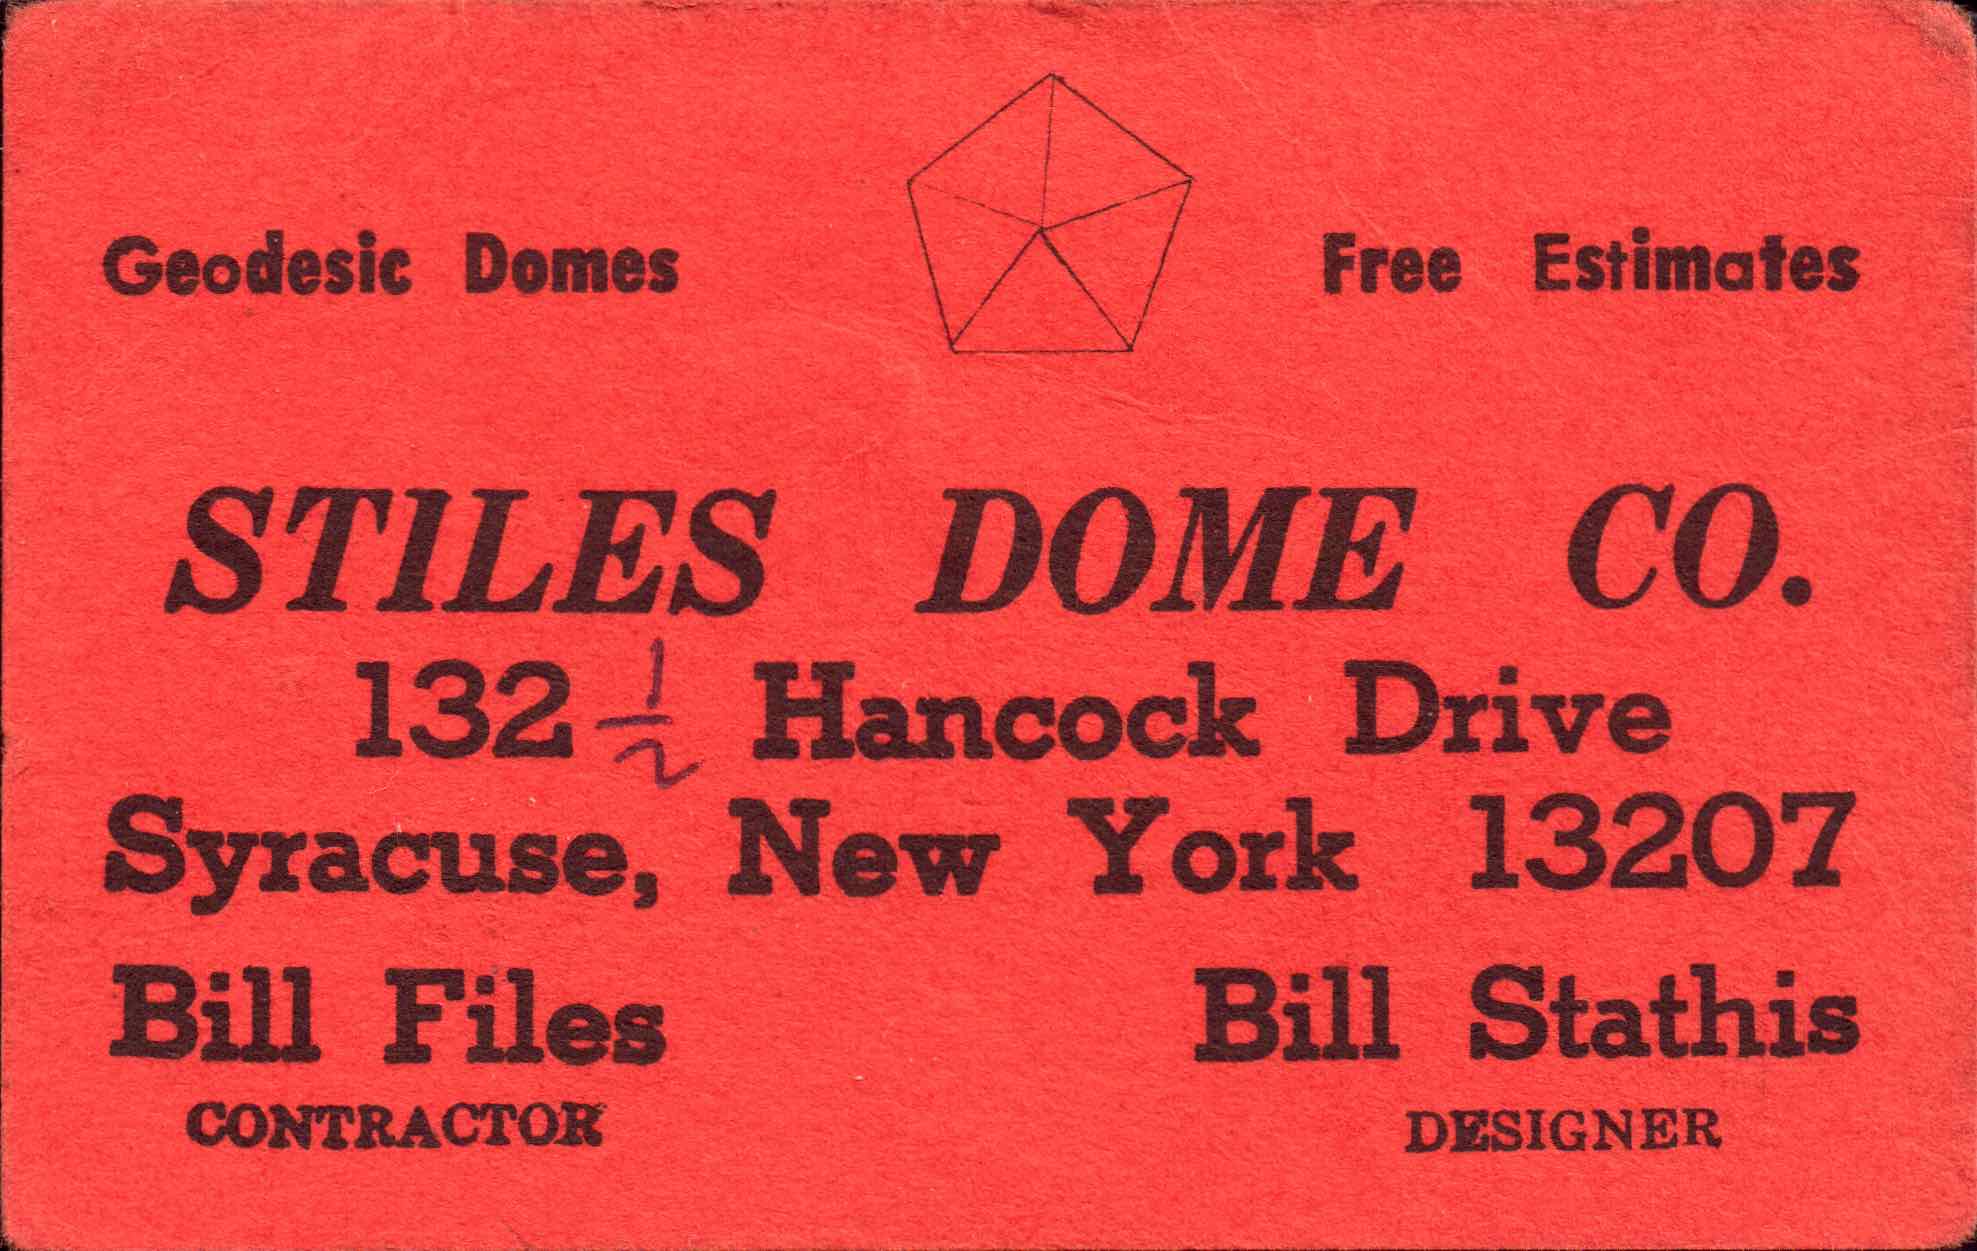 Geodesic Domes Free Estimates
STILES DOME CO.
132 1/2 Hancock Drive
Syracuse, New York 13207
Bill Files Bill Stathis
CONTRACTOR DESIGNER